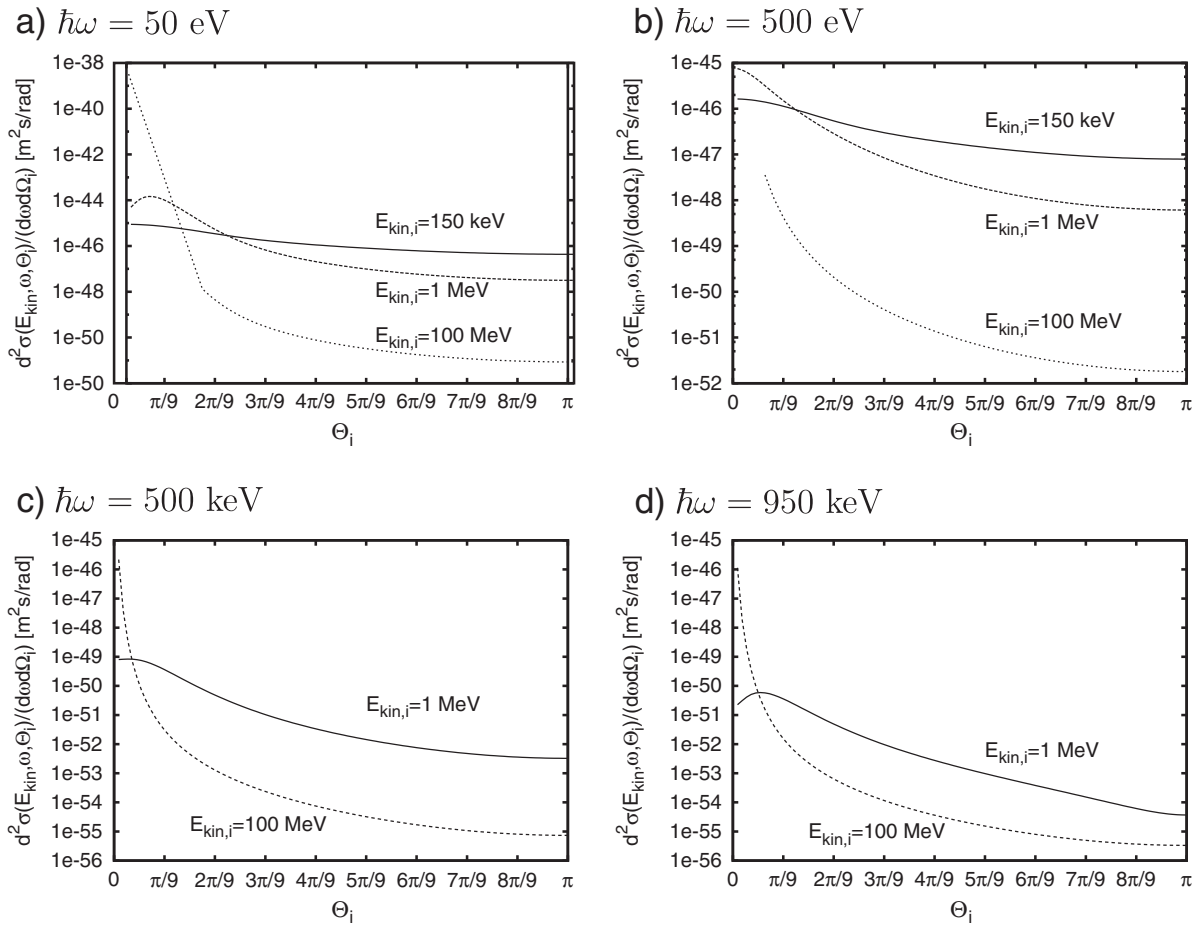 a) ħω = 50 eV
d²σ(E_kin,ω,Θ_i)/(dωdΩ_i) [m²s/rad]
1e-38
1e-40
1e-42
1e-44
1e-46
1e-48
1e-50
E_kin,i=150 keV
E_kin,i=1 MeV
E_kin,i=100 MeV
0 π/9 2π/9 3π/9 4π/9 5π/9 6π/9 7π/9 8π/9 π
Θ_i
b) ħω = 500 eV
d²σ(E_kin,ω,Θ_i)/(dωdΩ_i) [m²s/rad]
1e-45
1e-46
1e-47
1e-48
1e-49
1e-50
1e-51
1e-52
E_kin,i=150 keV
E_kin,i=1 MeV
E_kin,i=100 MeV
0 π/9 2π/9 3π/9 4π/9 5π/9 6π/9 7π/9 8π/9 π
Θ_i
c) ħω = 500 keV
d²σ(E_kin,ω,Θ_i)/(dωdΩ_i) [m²s/rad]
1e-45
1e-46
1e-47
1e-48
1e-49
1e-50
1e-51
1e-52
1e-53
1e-54
1e-55
1e-56
E_kin,i=1 MeV
E_kin,i=100 MeV
0 π/9 2π/9 3π/9 4π/9 5π/9 6π/9 7π/9 8π/9 π
Θ_i
d) ħω = 950 keV
d²σ(E_kin,ω,Θ_i)/(dωdΩ_i) [m²s/rad]
1e-45
1e-46
1e-47
1e-48
1e-49
1e-50
1e-51
1e-52
1e-53
1e-54
1e-55
1e-56
E_kin,i=1 MeV
E_kin,i=100 MeV
0 π/9 2π/9 3π/9 4π/9 5π/9 6π/9 7π/9 8π/9 π
Θ_i